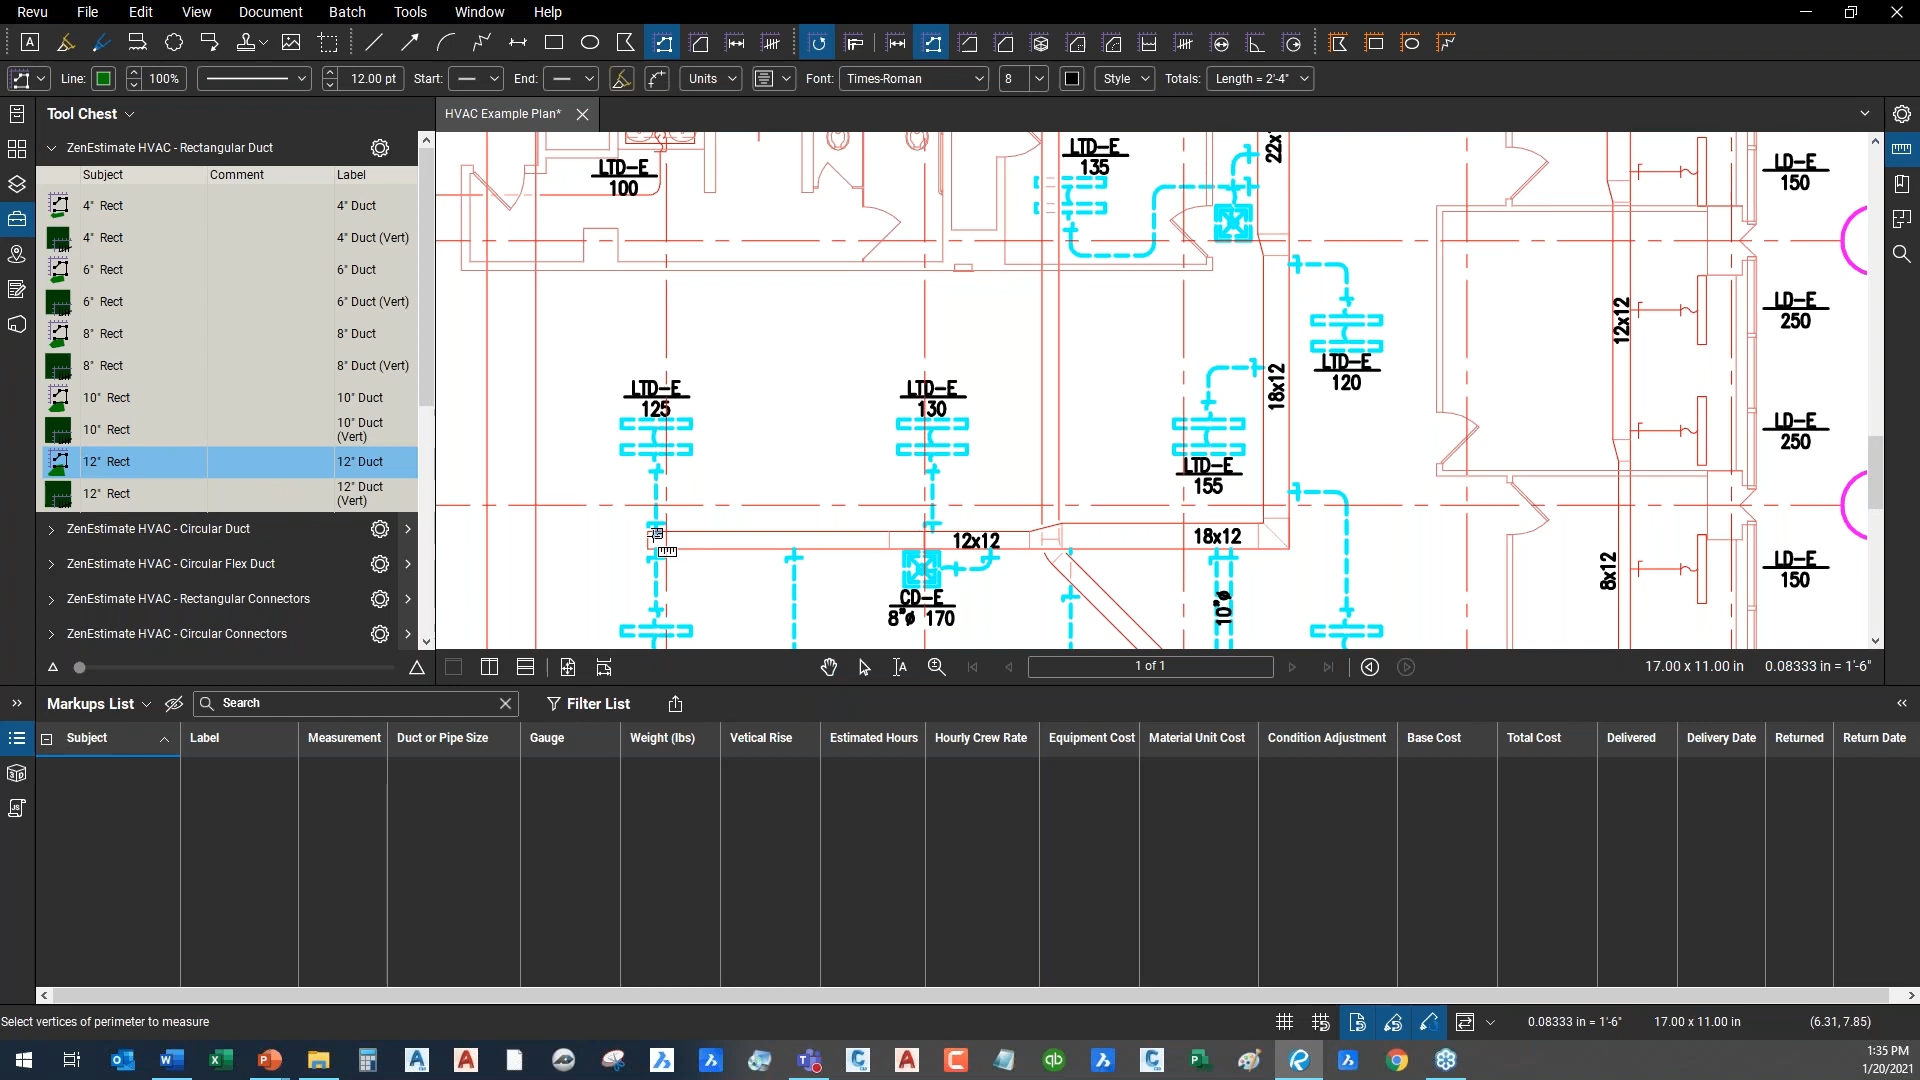 Revu File Edit View Document Batch Tools Window Help
Line: 100% 12.00 pt Start: End: Units Font: Times-Roman 8 Style Totals: Length = 2'-4"
Tool Chest
HVAC Example Plan*
ZenEstimate HVAC - Rectangular Duct
Subject Comment Label
4" Rect 4" Duct
4" Rect 4" Duct (Vert)
6" Rect 6" Duct
6" Rect 6" Duct (Vert)
8" Rect 8" Duct
8" Rect 8" Duct (Vert)
10" Rect 10" Duct
10" Rect 10" Duct
(Vert)
12" Rect 12" Duct
12" Rect 12" Duct
(Vert)
ZenEstimate HVAC - Circular Duct
ZenEstimate HVAC - Circular Flex Duct
ZenEstimate HVAC - Rectangular Connectors
ZenEstimate HVAC - Circular Connectors
LTD-E
100
LTD-E
135
LD-E
150
12x12
LD-E
250
LTD-E
120
18x12
LTD-E
125
LTD-E
130
LD-E
250
LTD-E
155
12x12
18x12
CD-E
8"ø 170
10"ø
8x12
LD-E
150
1 of 1
17.00 x 11.00 in 0.08333 in = 1'-6"
Markups List Search Filter List
Subject Label Measurement Duct or Pipe Size Gauge Weight (lbs) Vetical Rise Estimated Hours Hourly Crew Rate Equipment Cost Material Unit Cost Condition Adjustment Base Cost Total Cost Delivered Delivery Date Returned Return Date
Select vertices of perimeter to measure
0.08333 in = 1'-6" 17.00 x 11.00 in (6.31, 7.85)
1:35 PM
1/20/2021